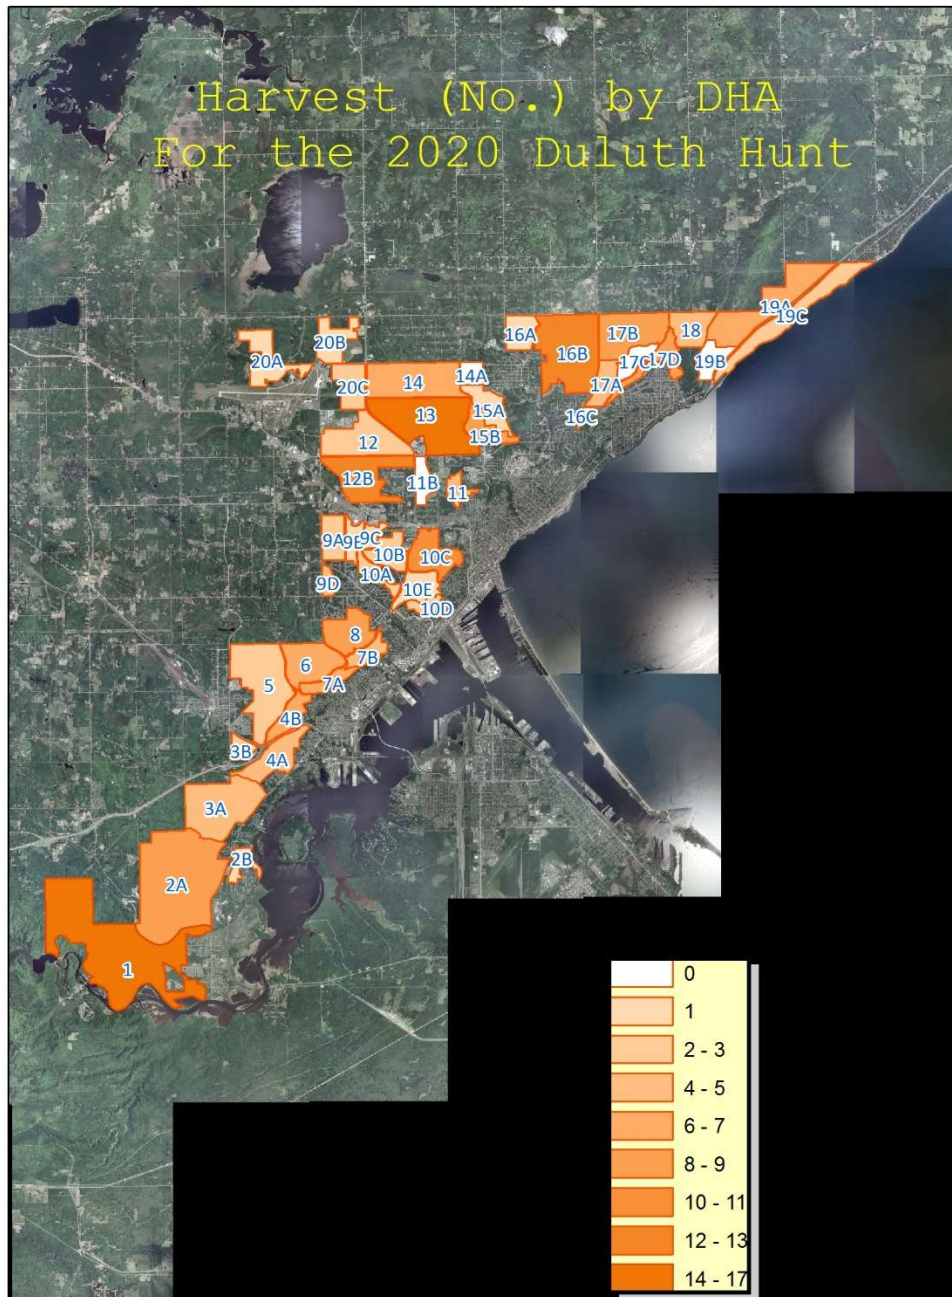 Harvest (No.) by DHA
For the 2020 Duluth Hunt
19A
19C
16A
17B
18
20B
16B
20A
17C
17D
19B
14A
20C
14
17A
15A
13
16C
15B
12
12B
11B
11
9A
9B
9C
10B
10C
10A
9D
10E
10D
8
7B
6
7A
5
4B
3B
4A
3A
2B
2A
1
0
1
2 - 3
4 - 5
6 - 7
8 - 9
10 - 11
12 - 13
14 - 17